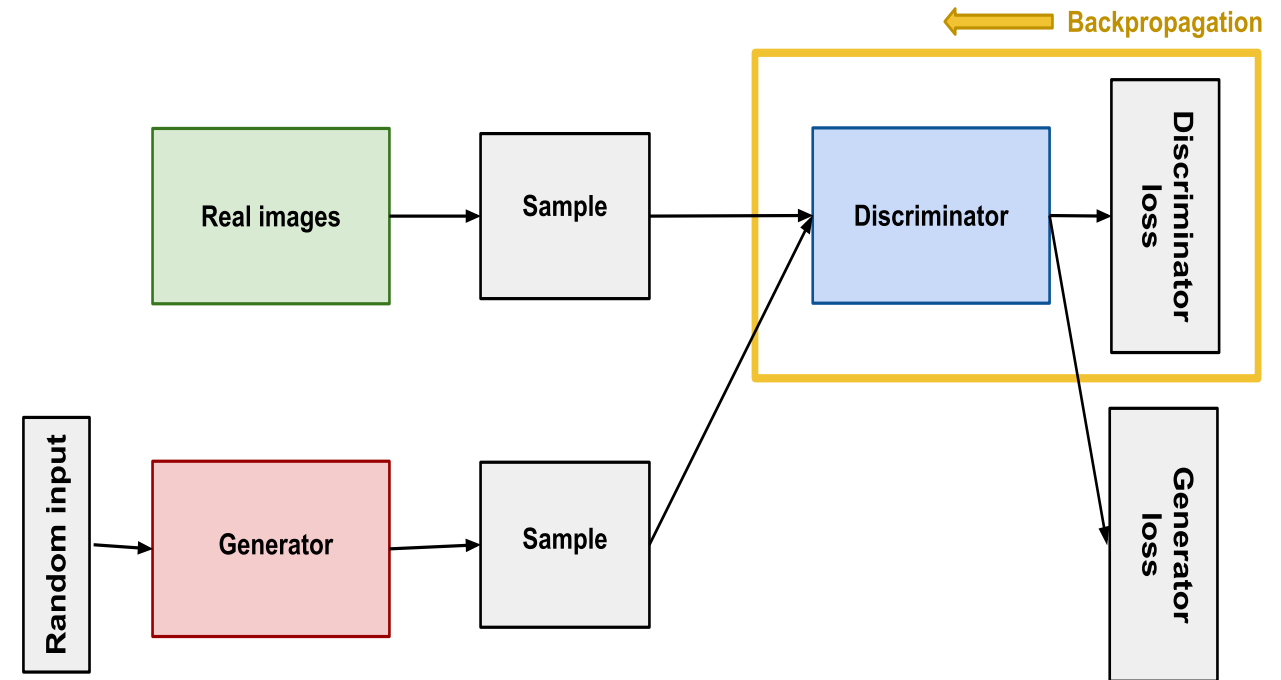 Backpropagation
Real images
Sample
Discriminator
Discriminator
loss
Random input
Generator
Sample
Generator
loss